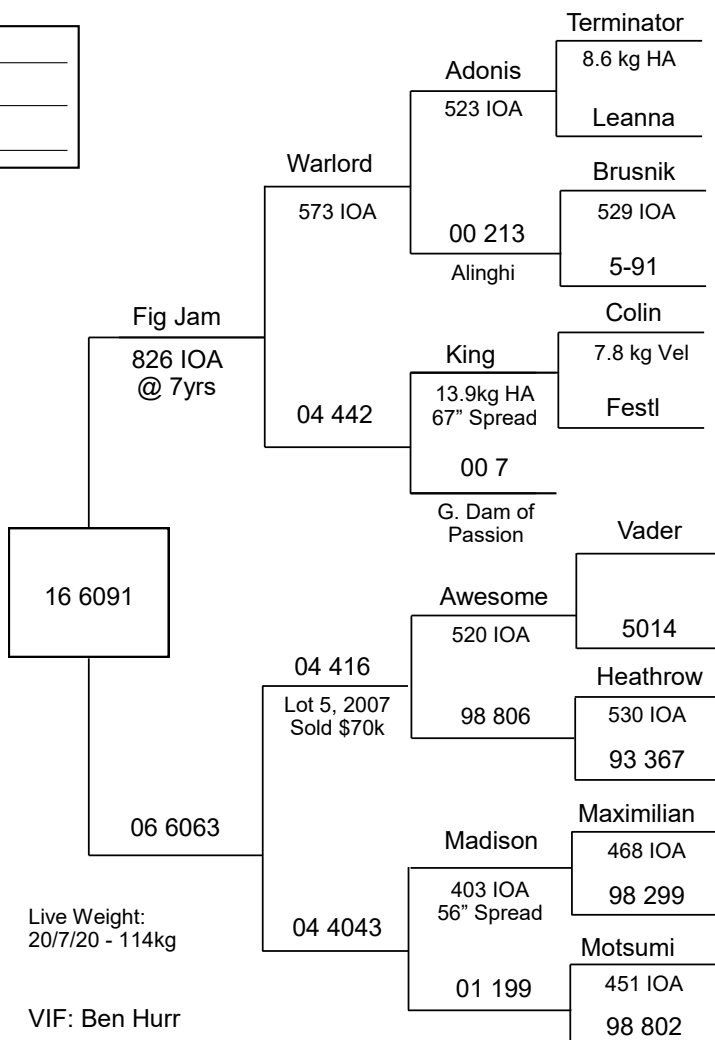 Terminator
8.6 kg HA
Adonis
523 IOA
Leanna
Warlord
573 IOA
Brusnik
529 IOA
00 213
Alinghi
5-91
Fig Jam
826 IOA
@ 7yrs
Colin
7.8 kg Vel
King
13.9kg HA
67” Spread
Festl
04 442
00 7
G. Dam of
Passion
16 6091
Vader
Awesome
520 IOA
5014
04 416
Lot 5, 2007
Sold $70k
Heathrow
530 IOA
98 806
93 367
06 6063
Maximilian
468 IOA
Madison
403 IOA
56” Spread
98 299
04 4043
Motsumi
451 IOA
01 199
98 802
Live Weight:
20/7/20 - 114kg
VIF: Ben Hurr